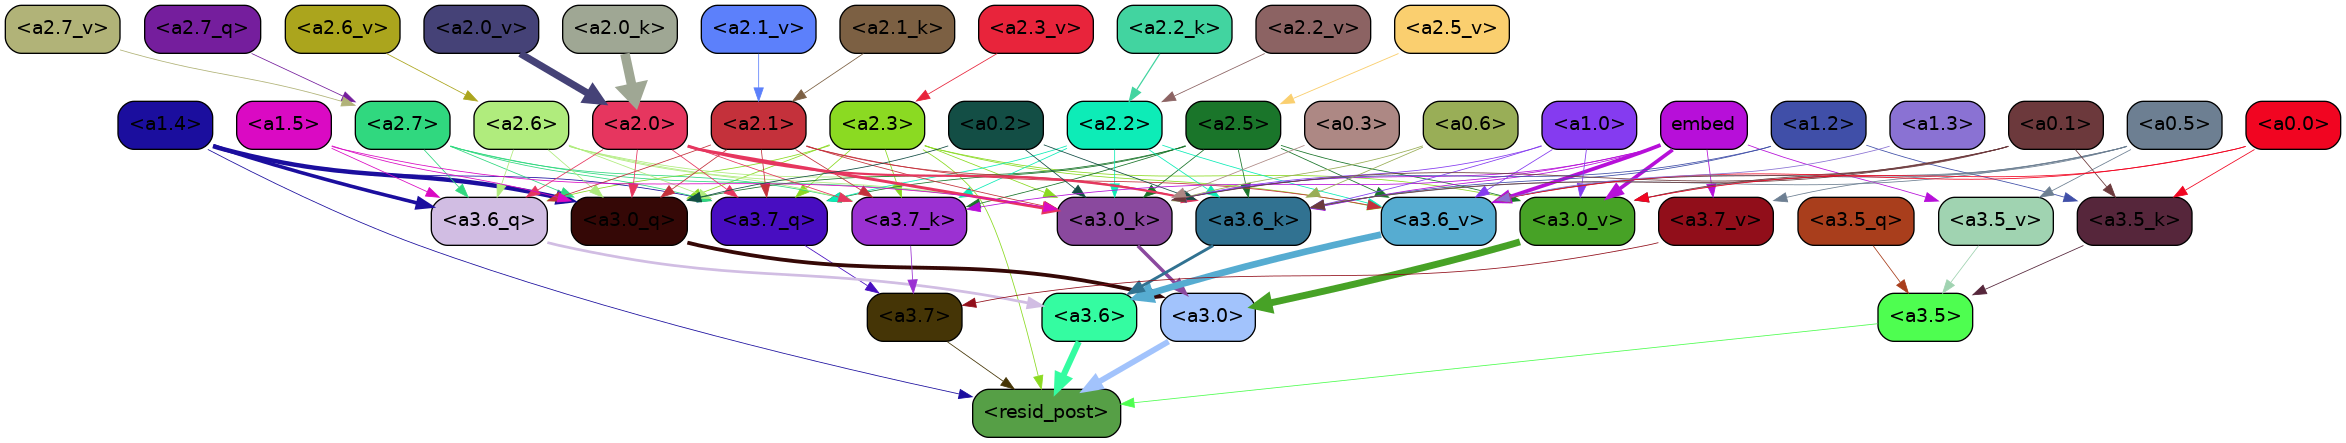 <a2.7_v> <a2.7_q> <a2.6_v> <a2.0_v> <a2.0_k> <a2.1_v> <a2.1_k> <a2.3_v> <a2.2_k> <a2.2_v> <a2.5_v>
<a1.4> <a1.5> <a2.7> <a2.6> <a2.0> <a2.1> <a2.3> <a0.2> <a2.2> <a2.5> <a0.3> <a0.6> <a1.0> embed <a1.2> <a1.3> <a0.1> <a0.5> <a0.0>
<a3.6_q> <a3.0_q> <a3.7_q> <a3.7_k> <a3.0_k> <a3.6_k> <a3.6_v> <a3.0_v> <a3.7_v> <a3.5_q> <a3.5_v> <a3.5_k>
<a3.7> <a3.6> <a3.0> <a3.5>
<resid_post>